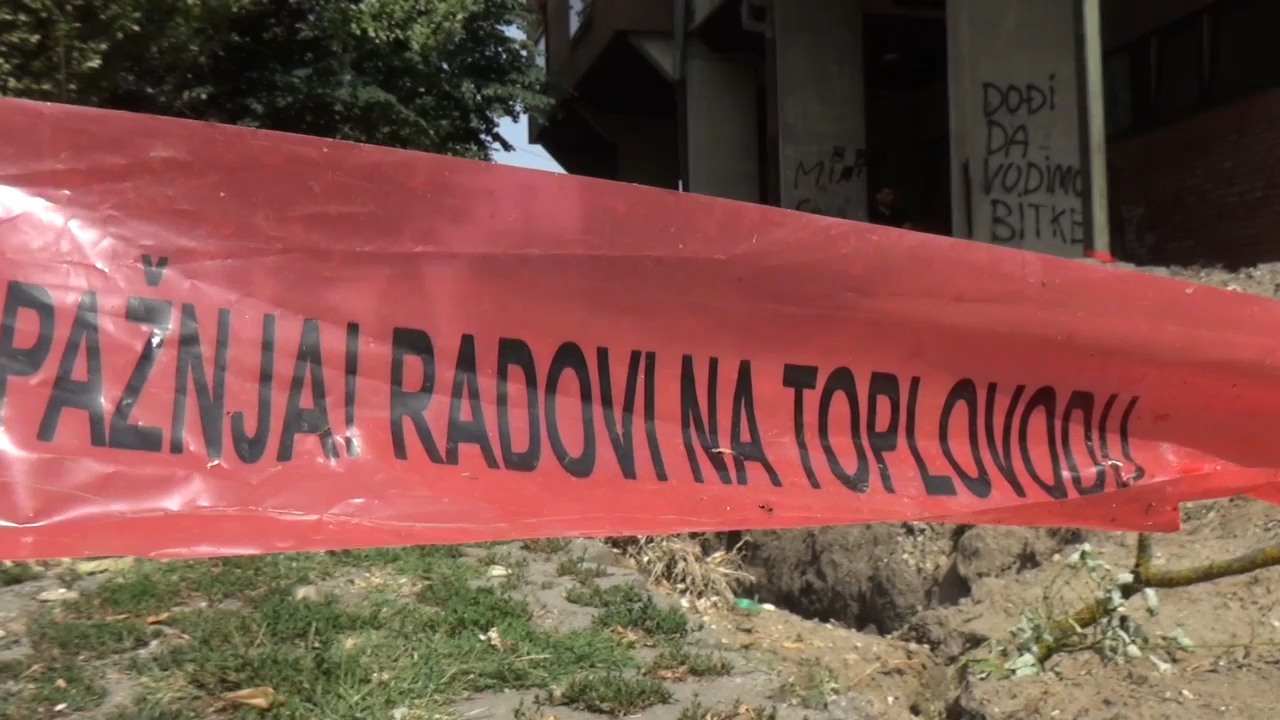 DOĐI
DA
VODIMO
BITKE
PAŽNJA! RADOVI NA TOPLOVODU